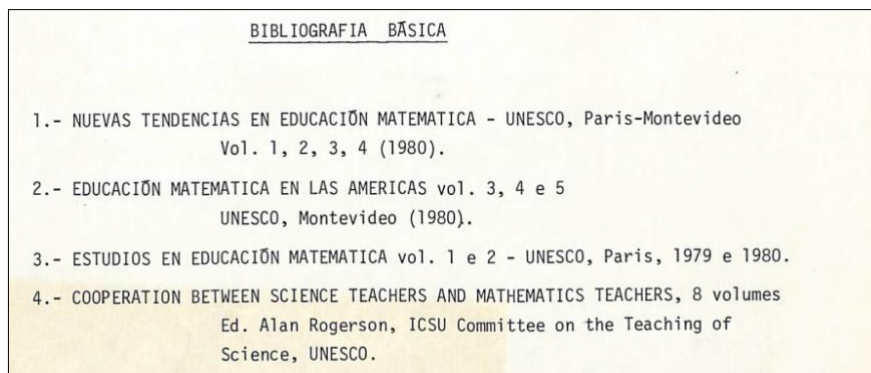 BIBLIOGRAFIA BÁSICA
1.- NUEVAS TENDENCIAS EN EDUCACIÓN MATEMATICA - UNESCO, Paris-Montevideo
Vol. 1, 2, 3, 4 (1980).
2.- EDUCACIÓN MATEMATICA EN LAS AMERICAS vol. 3, 4 e 5
UNESCO, Montevideo (1980).
3.- ESTUDIOS EN EDUCACIÓN MATEMATICA vol. 1 e 2 - UNESCO, Paris, 1979 e 1980.
4.- COOPERATION BETWEEN SCIENCE TEACHERS AND MATHEMATICS TEACHERS, 8 volumes
Ed. Alan Rogerson, ICSU Committee on the Teaching of
Science, UNESCO.